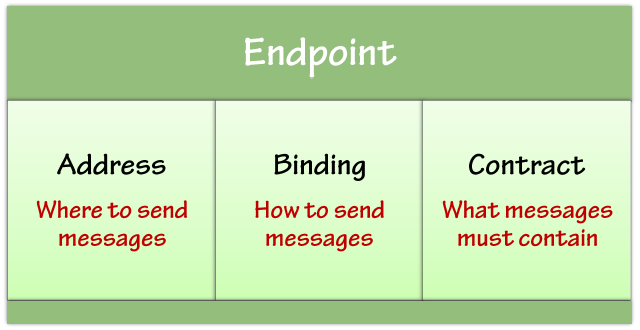 Endpoint
Address
Where to send
messages
Binding
How to send
messages
Contract
What messages
must contain